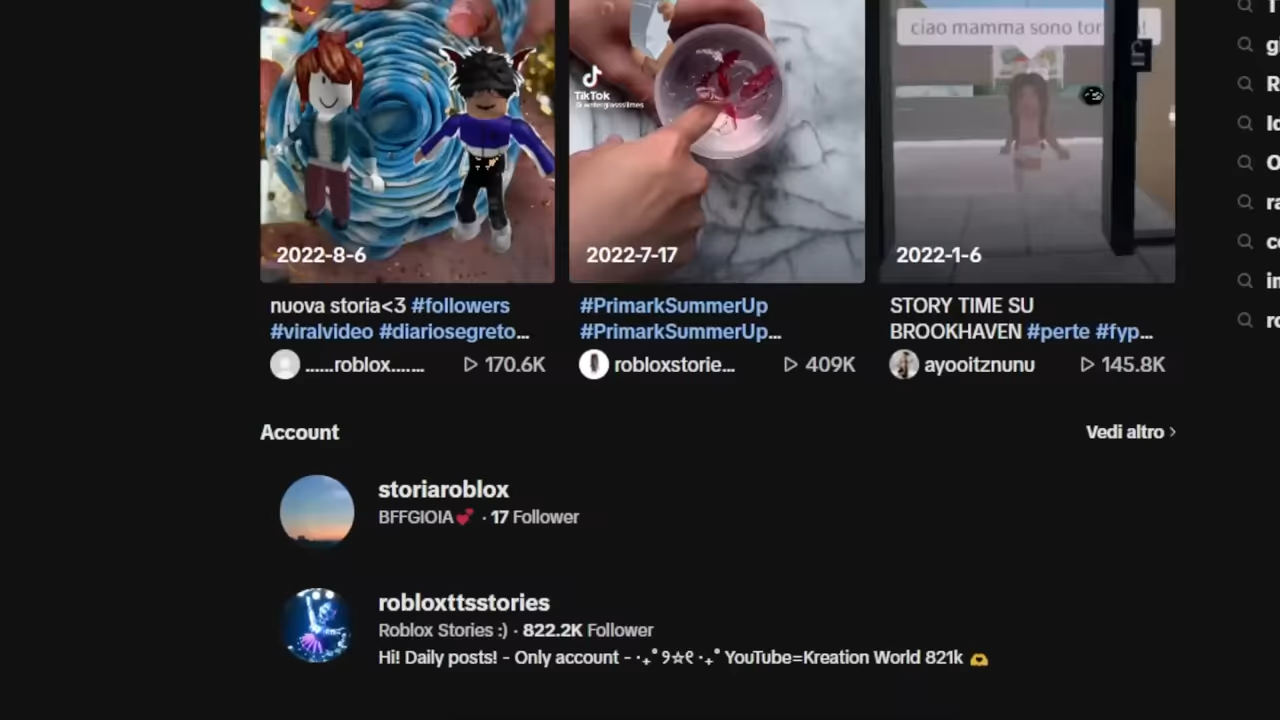 ciao mamma sono tor
TikTok
2022-8-6
2022-7-17
2022-1-6
nuova storia<3 #followers
#viralvideo #diariosegreto...
......roblox....... 170.6K
#PrimarkSummerUp
#PrimarkSummerUp...
robloxstorie... 409K
STORY TIME SU
BROOKHAVEN #perte #fyp...
ayooitznunu 145.8K
Account
Vedi altro >
storiaroblox
BFFGIOIA💕 · 17 Follower
robloxttsstories
Roblox Stories :) · 822.2K Follower
Hi! Daily posts! - Only account - ‧₊˚୨☆୧‧₊˚ YouTube=Kreation World 821k 🫶